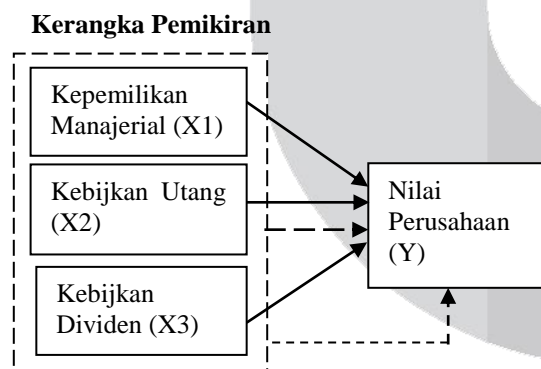 Kerangka Pemikiran
Kepemilikan
Manajerial (X1)
Kebijkan Utang
(X2)
Kebijkan
Dividen (X3)
Nilai
Perusahaan
(Y)